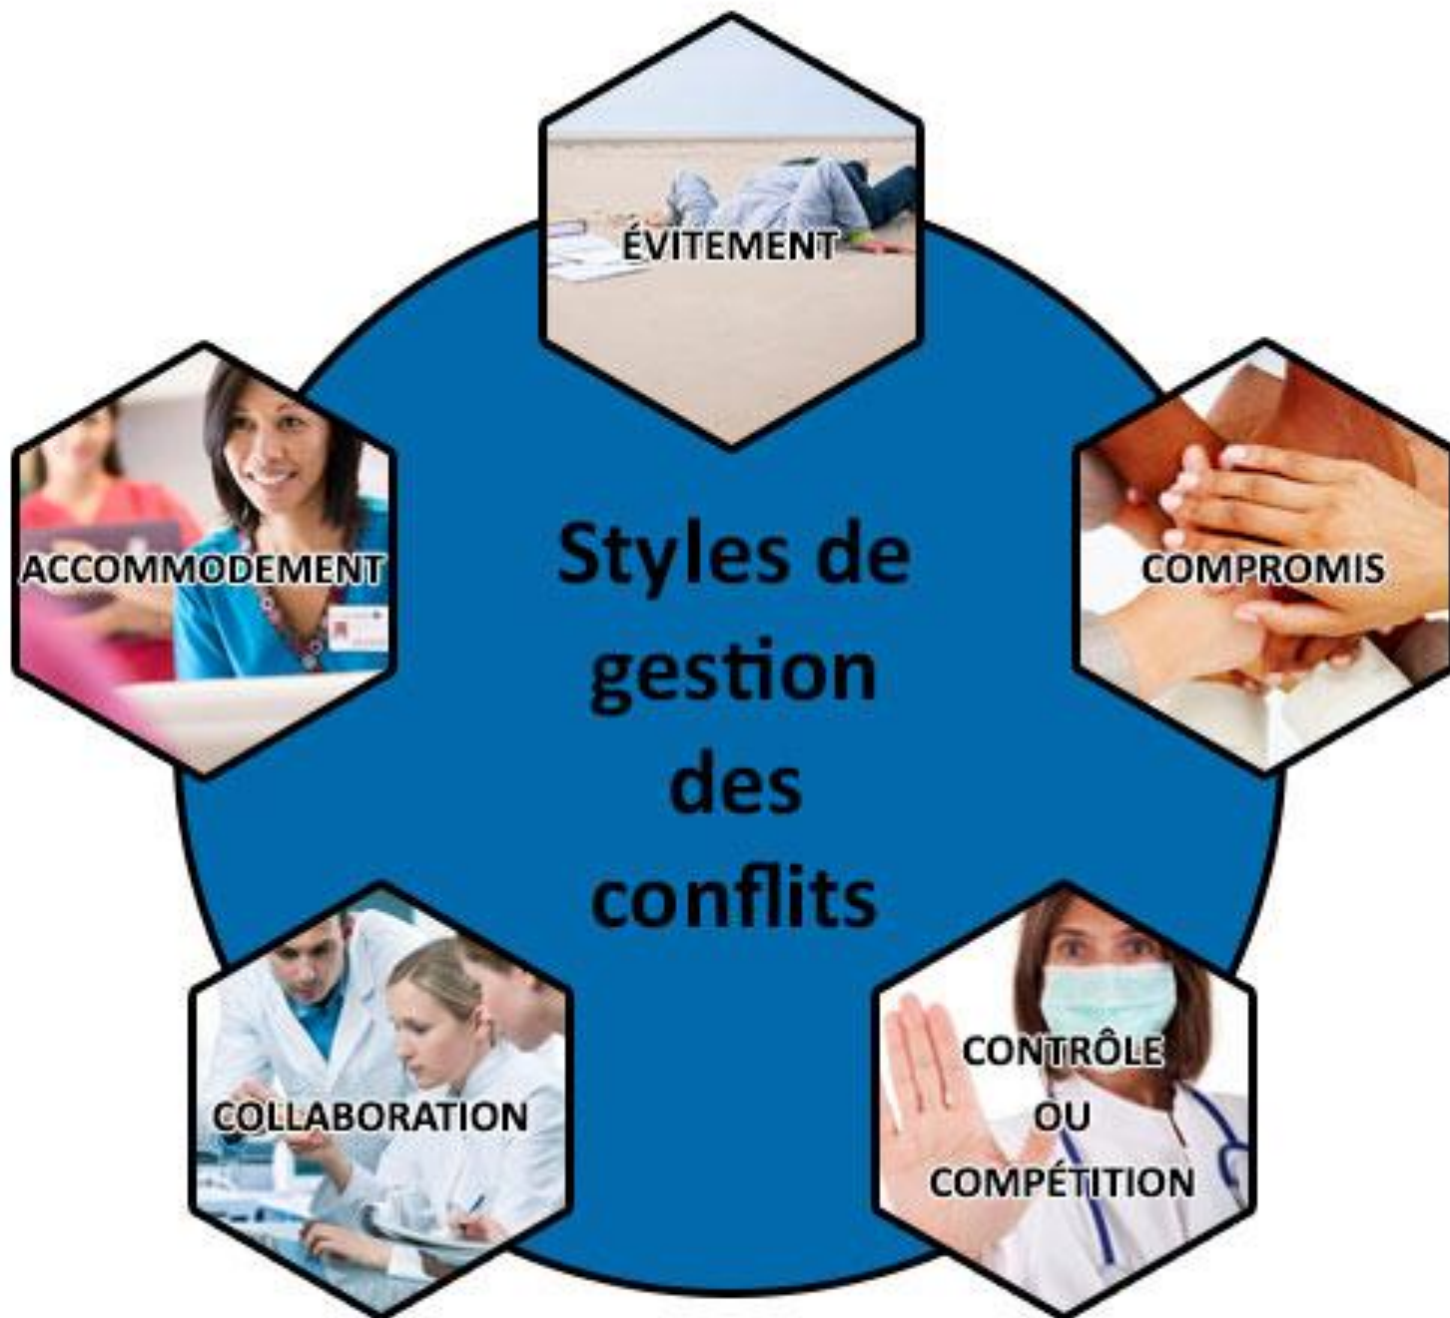 ÉVITEMENT
ACCOMMODEMENT
COMPROMIS
Styles de
gestion
des
conflits
COLLABORATION
CONTRÔLE
OU
COMPÉTITION